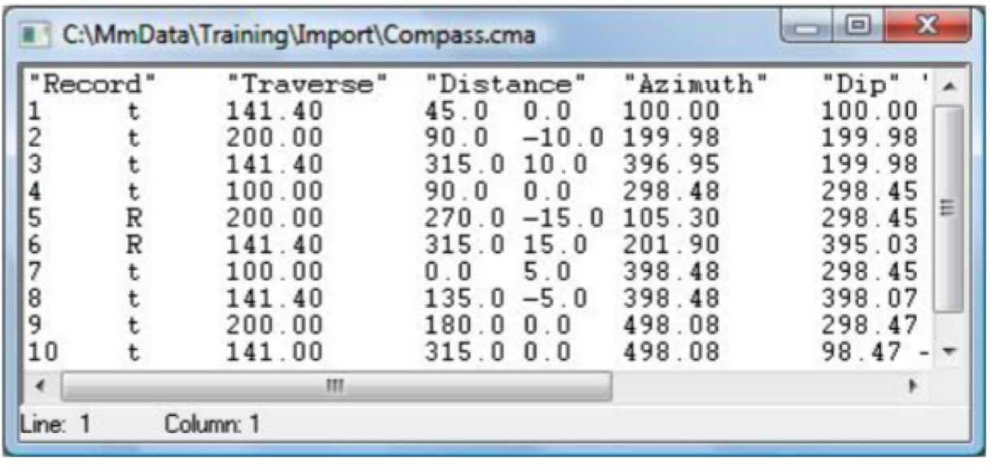 C:\MmData\Training\Import\Compass.cma
"Record" "Traverse" "Distance" "Azimuth" "Dip" '
1 t 141.40 45.0 0.0 100.00 100.00
2 t 200.00 90.0 -10.0 199.98 199.98
3 t 141.40 315.0 10.0 396.95 199.98
4 t 100.00 90.0 0.0 298.48 298.45
5 R 200.00 270.0 -15.0 105.30 298.45
6 R 141.40 315.0 15.0 201.90 395.03
7 t 100.00 0.0 5.0 398.48 298.45
8 t 141.40 135.0 -5.0 398.48 398.07
9 t 200.00 180.0 0.0 498.08 298.47
10 t 141.00 315.0 0.0 498.08 98.47 -
Line: 1 Column: 1